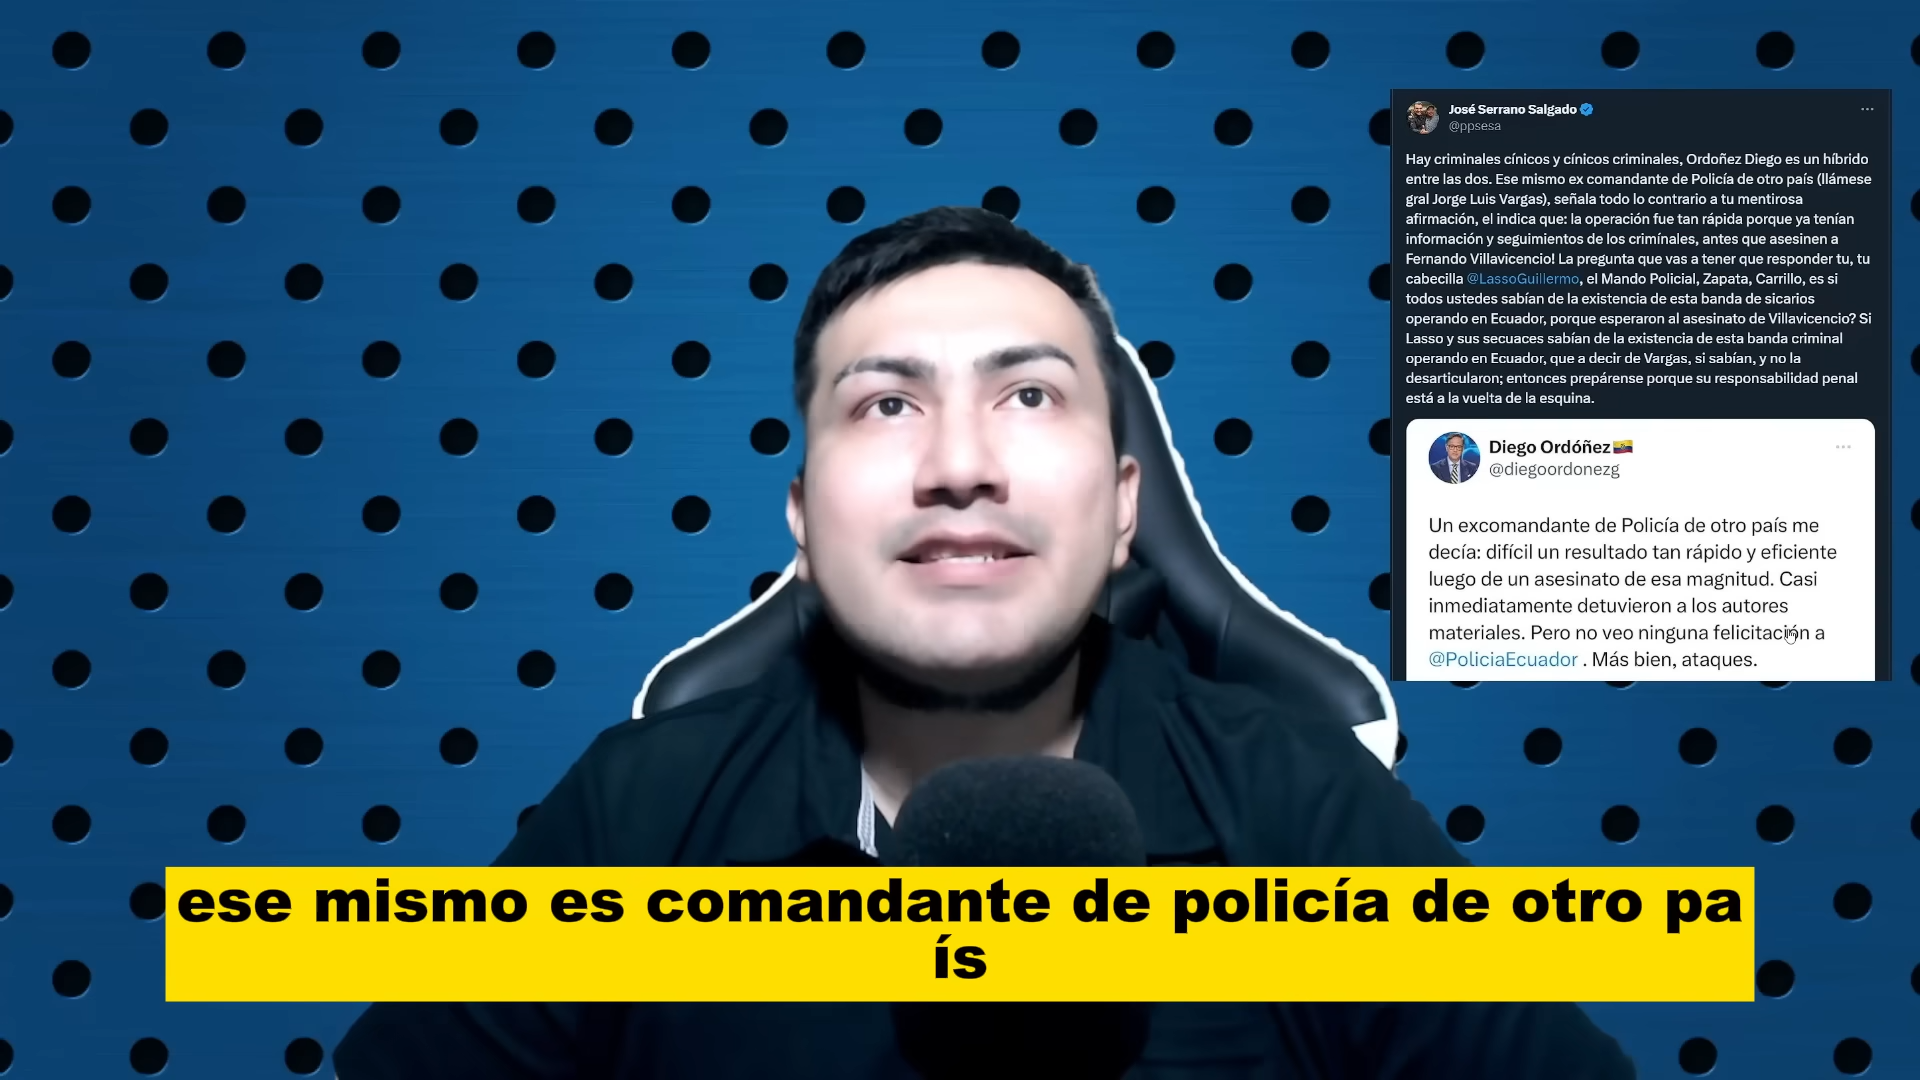 José Serrano Salgado
@ppsesa
Hay criminales cínicos y cínicos criminales, Ordoñez Diego es un híbrido
entre las dos. Ese mismo ex comandante de Policía de otro país (llámese
gral Jorge Luis Vargas), señala todo lo contrario a tu mentirosa
afirmación, el indica que: la operación fue tan rápida porque ya tenían
información y seguimientos de los crimínales, antes que asesinen a
Fernando Villavicencio! La pregunta que vas a tener que responder tu, tu
cabecilla @LassoGuillermo, el Mando Policial, Zapata, Carrillo, es si
todos ustedes sabían de la existencia de esta banda de sicarios
operando en Ecuador, porque esperaron al asesinato de Villavicencio? Si
Lasso y sus secuaces sabían de la existencia de esta banda criminal
operando en Ecuador, que a decir de Vargas, si sabían, y no la
desarticularon; entonces prepárense porque su responsabilidad penal
está a la vuelta de la esquina.
Diego Ordóñez
@diegoordonezg
Un excomandante de Policía de otro país me
decía: difícil un resultado tan rápido y eficiente
luego de un asesinato de esa magnitud. Casi
inmediatamente detuvieron a los autores
materiales. Pero no veo ninguna felicitación a
@PoliciaEcuador . Más bien, ataques.
ese mismo es comandante de policía de otro pa
ís